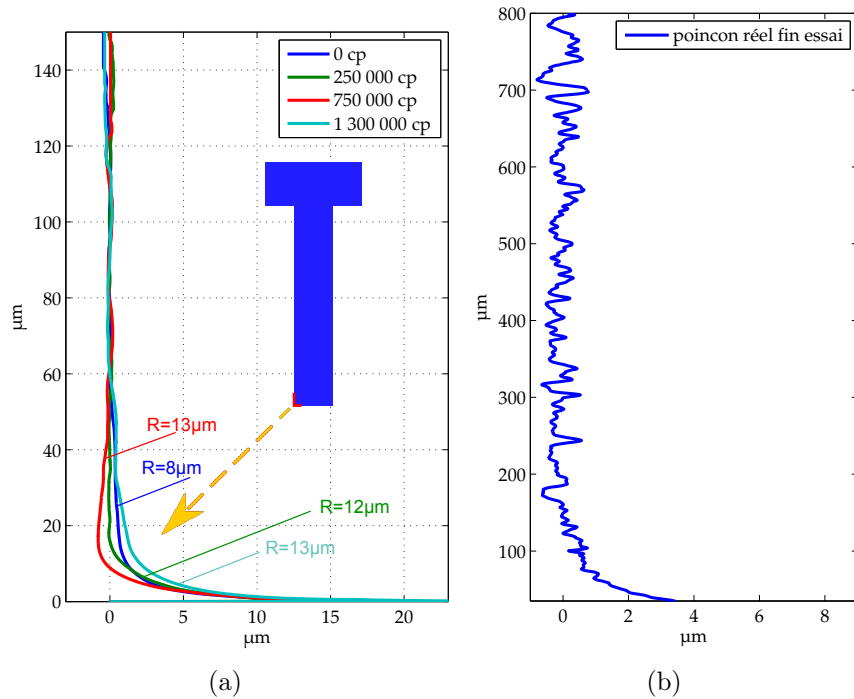 0 cp
250 000 cp
750 000 cp
1 300 000 cp
140
120
100
80
60
40
20
0
µm
R=13µm
R=8µm
R=12µm
R=13µm
0 5 10 15 20
µm
(a)
poincon réel fin essai
800
700
600
500
400
300
200
100
µm
0 2 4 6 8
µm
(b)